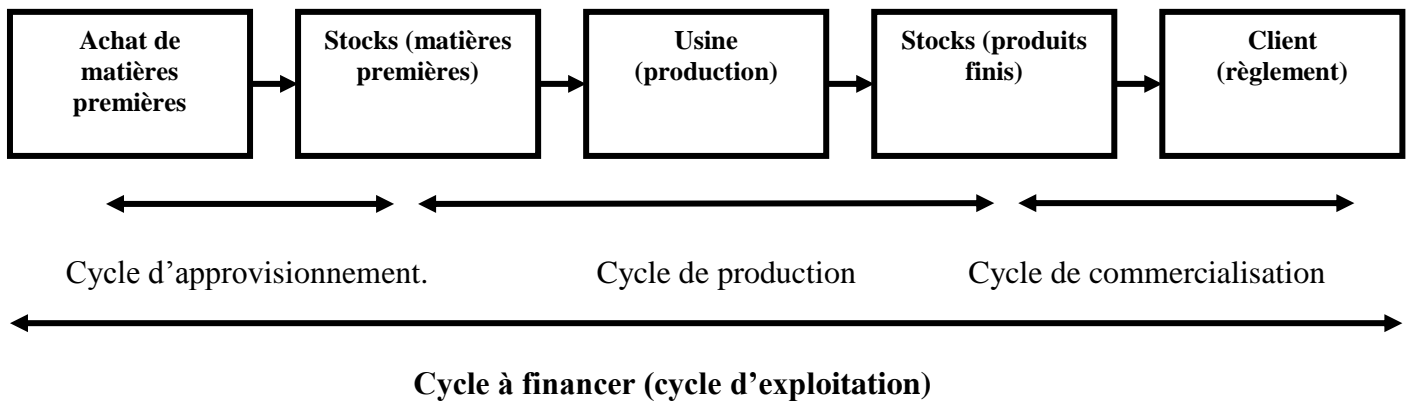 Achat de
matières
premières
Stocks (matières
premières)
Usine
(production)
Stocks (produits
finis)
Client
(règlement)
Cycle d’approvisionnement.
Cycle de production
Cycle de commercialisation
Cycle à financer (cycle d’exploitation)